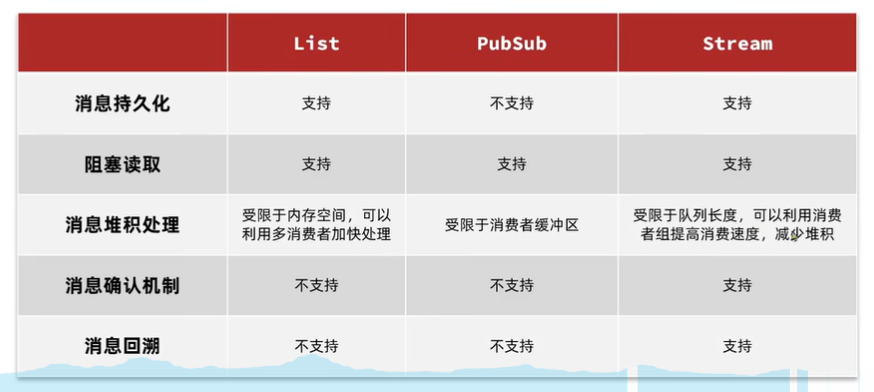 List PubSub Stream
消息持久化 支持 不支持 支持
阻塞读取 支持 支持 支持
消息堆积处理 受限于内存空间，可以利用多消费者加快处理 受限于消费者缓冲区 受限于队列长度，可以利用消费者组提高消费速度，减少堆积
消息确认机制 不支持 不支持 支持
消息回溯 不支持 不支持 支持